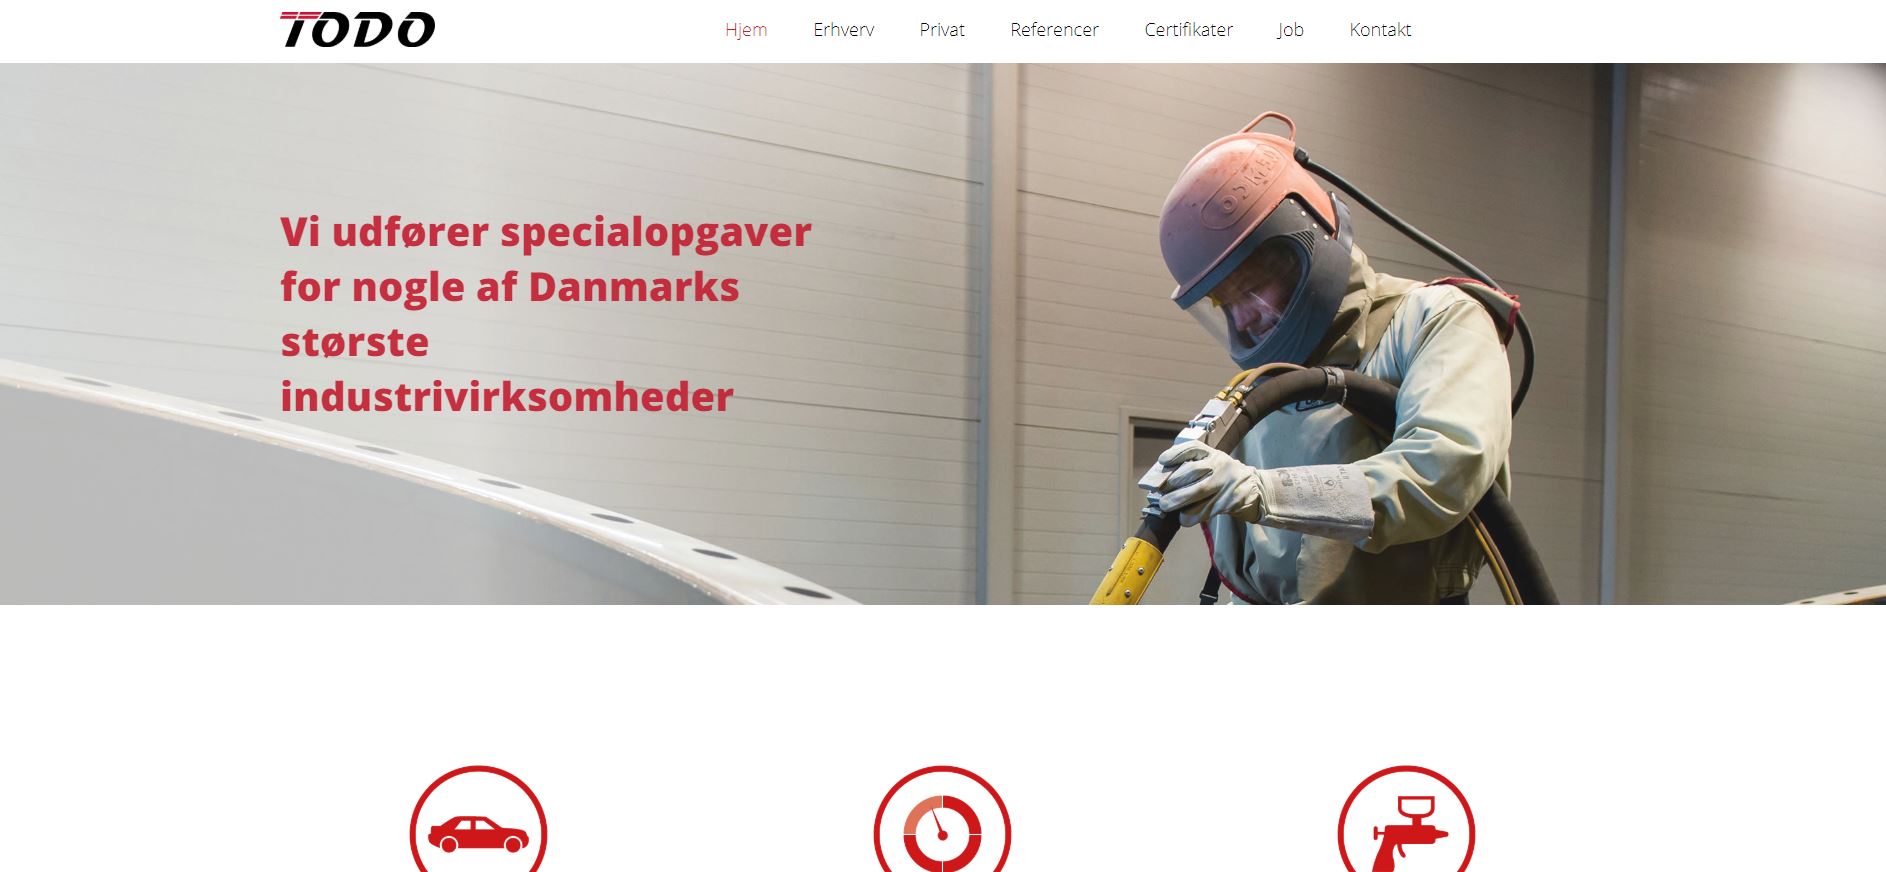 TODO
Hjem Erhverv Privat Referencer Certifikater Job Kontakt
Vi udfører specialopgaver
for nogle af Danmarks
største
industrivirksomheder